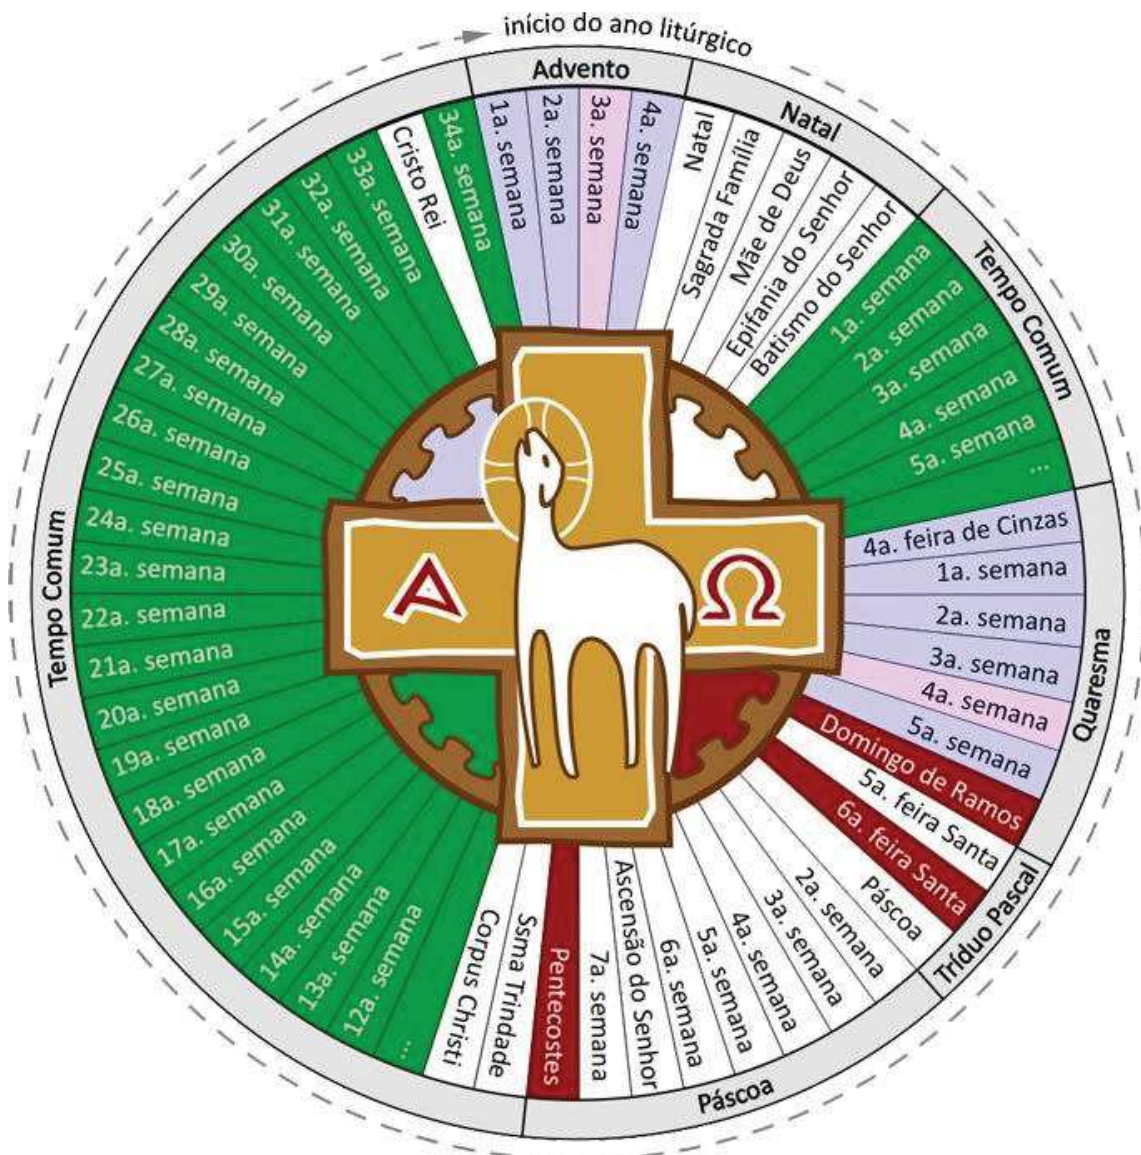 início do ano litúrgico
Advento
1a. semana
2a. semana
3a. semana
4a. semana
Natal
Natal
Sagrada Família
Mãe de Deus
Epifania do Senhor
Batismo do Senhor
Tempo Comum
1a. semana
2a. semana
3a. semana
4a. semana
5a. semana
...
Quaresma
4a. feira de Cinzas
1a. semana
2a. semana
3a. semana
4a. semana
5a. semana
Domingo de Ramos
Tríduo Pascal
5a. feira Santa
6a. feira Santa
Páscoa
Páscoa
2a. semana
3a. semana
4a. semana
5a. semana
6a. semana
Ascensão do Senhor
7a. semana
Pentecostes
Tempo Comum
Ssma Trindade
Corpus Christi
...
12a. semana
13a. semana
14a. semana
15a. semana
16a. semana
17a. semana
18a. semana
19a. semana
20a. semana
21a. semana
22a. semana
23a. semana
24a. semana
25a. semana
26a. semana
27a. semana
28a. semana
29a. semana
30a. semana
31a. semana
32a. semana
33a. semana
Cristo Rei
34a. semana
Α Ω